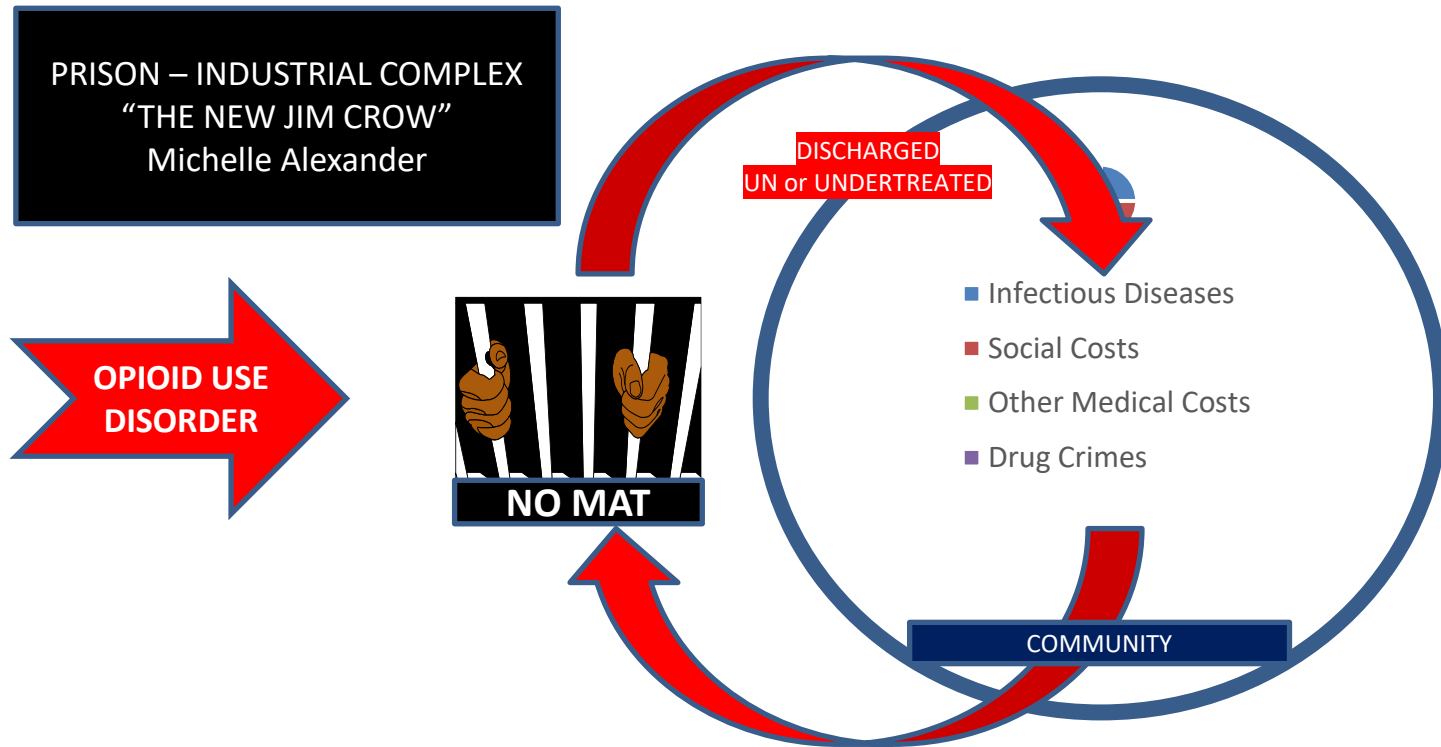 PRISON – INDUSTRIAL COMPLEX
“THE NEW JIM CROW”
Michelle Alexander
DISCHARGED
UN or UNDERTREATED
OPIOID USE
DISORDER
NO MAT
Infectious Diseases
Social Costs
Other Medical Costs
Drug Crimes
COMMUNITY